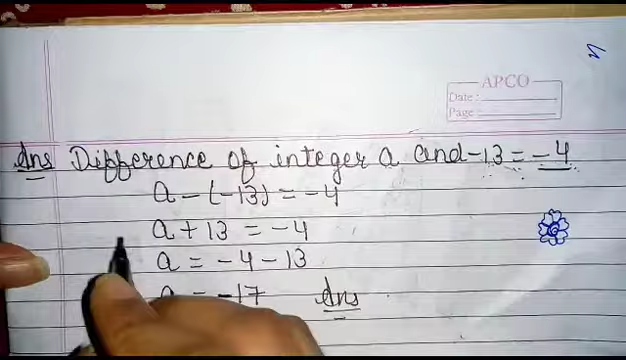 APCO
Date :
Page :
Ans Difference of integer a and -13 = -4
a - (-13) = -4
a + 13 = -4
a = -4 - 13
a = -17 Ans